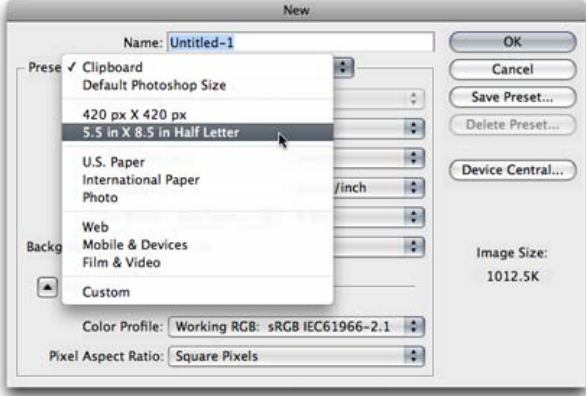 New
Name: Untitled-1
OK
Prese ✓ Clipboard
Cancel
Default Photoshop Size
Save Preset...
420 px X 420 px
Delete Preset...
5.5 in X 8.5 in Half Letter
U.S. Paper
Device Central...
International Paper
/inch
Photo
Web
Backg
Mobile & Devices
Image Size:
Film & Video
1012.5K
Custom
Color Profile: Working RGB: sRGB IEC61966-2.1
Pixel Aspect Ratio: Square Pixels